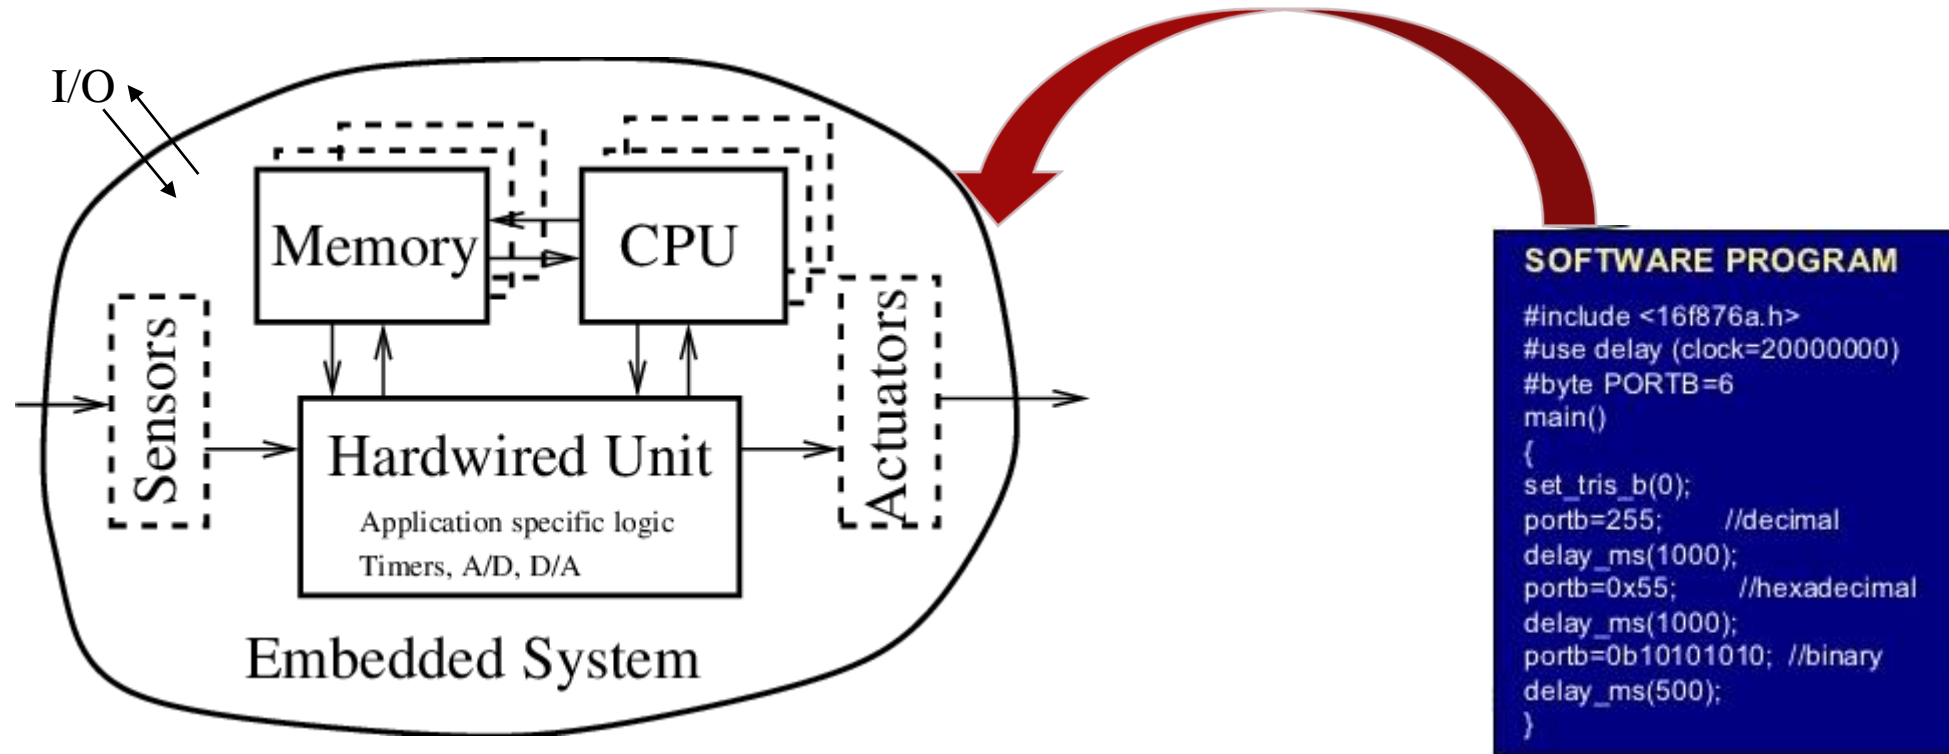 I/O
Memory
CPU
Sensors
Actuators
Hardwired Unit
Application specific logic
Timers, A/D, D/A
Embedded System
SOFTWARE PROGRAM
#include <16f876a.h>
#use delay (clock=20000000)
#byte PORTB=6
main()
{
set_tris_b(0);
portb=255; //decimal
delay_ms(1000);
portb=0x55; //hexadecimal
delay_ms(1000);
portb=0b10101010; //binary
delay_ms(500);
}